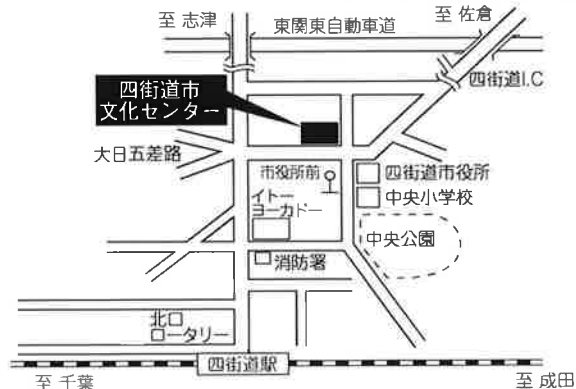 至 志津
東関東自動車道
至 佐倉
四街道I.C
四街道市
文化センター
大日五差路
市役所前
四街道市役所
イトー
ヨーカドー
中央小学校
中央公園
消防署
北口
ロータリー
四街道駅
至 千葉
至 成田